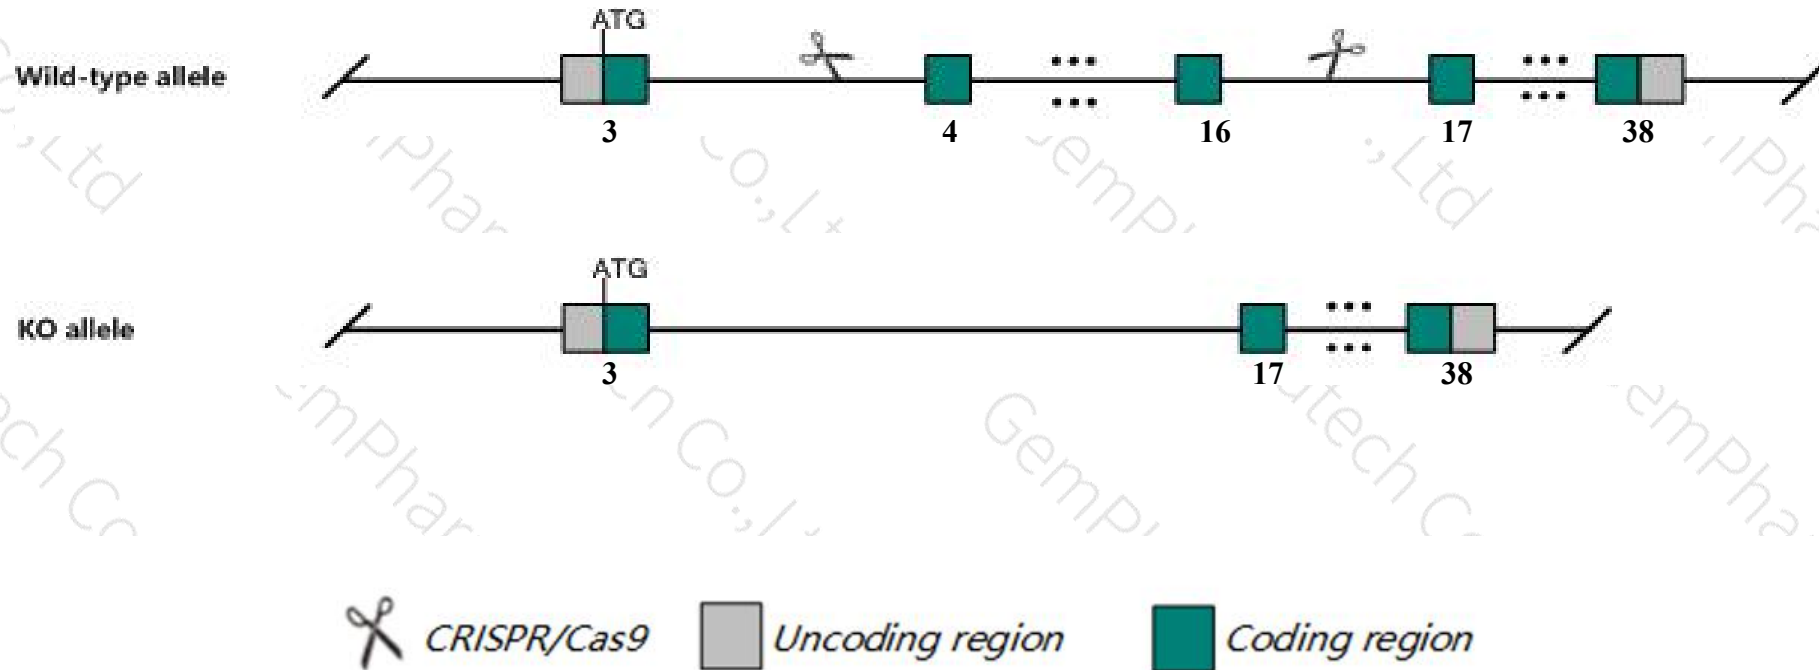 ATG
Wild-type allele
3 4 16 17 38
ATG
KO allele
3 17 38
CRISPR/Cas9 Uncoding region Coding region